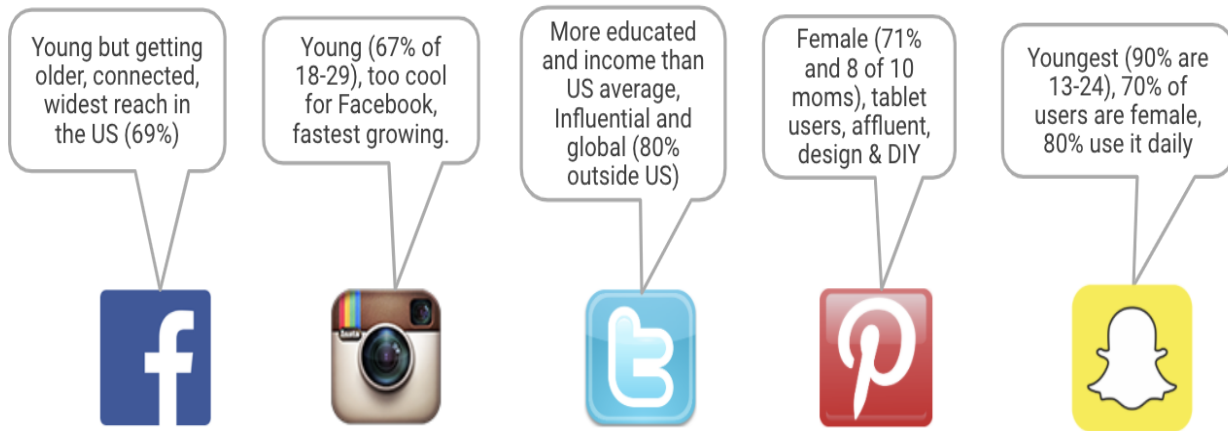 Young but getting
older, connected,
widest reach in
the US (69%)
Young (67% of
18-29), too cool
for Facebook,
fastest growing.
More educated
and income than
US average,
Influential and
global (80%
outside US)
Female (71%
and 8 of 10
moms), tablet
users, affluent,
design & DIY
Youngest (90% are
13-24), 70% of
users are female,
80% use it daily